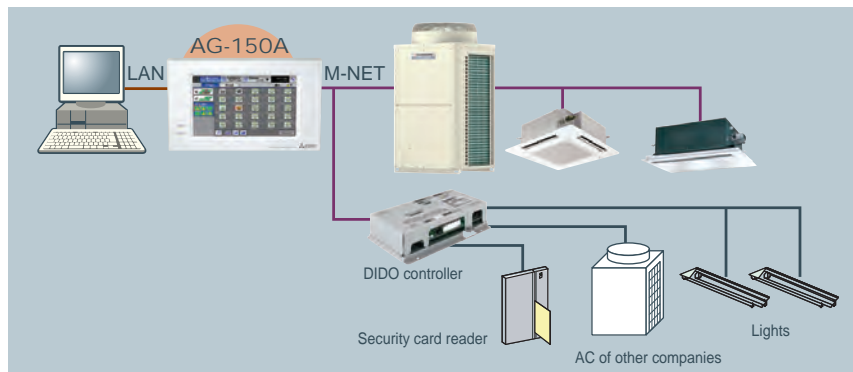 AG-150A
LAN
M-NET
DIDO controller
Security card reader
AC of other companies
Lights